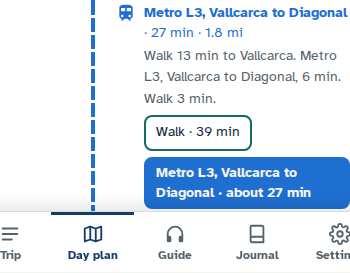 Metro L3, Vallcarca to Diagonal
· 27 min · 1.8 mi
Walk 13 min to Vallcarca. Metro
L3, Vallcarca to Diagonal, 6 min.
Walk 3 min.
Walk · 39 min
Metro L3, Vallcarca to
Diagonal · about 27 min
Trip
Day plan
Guide
Journal
Settin